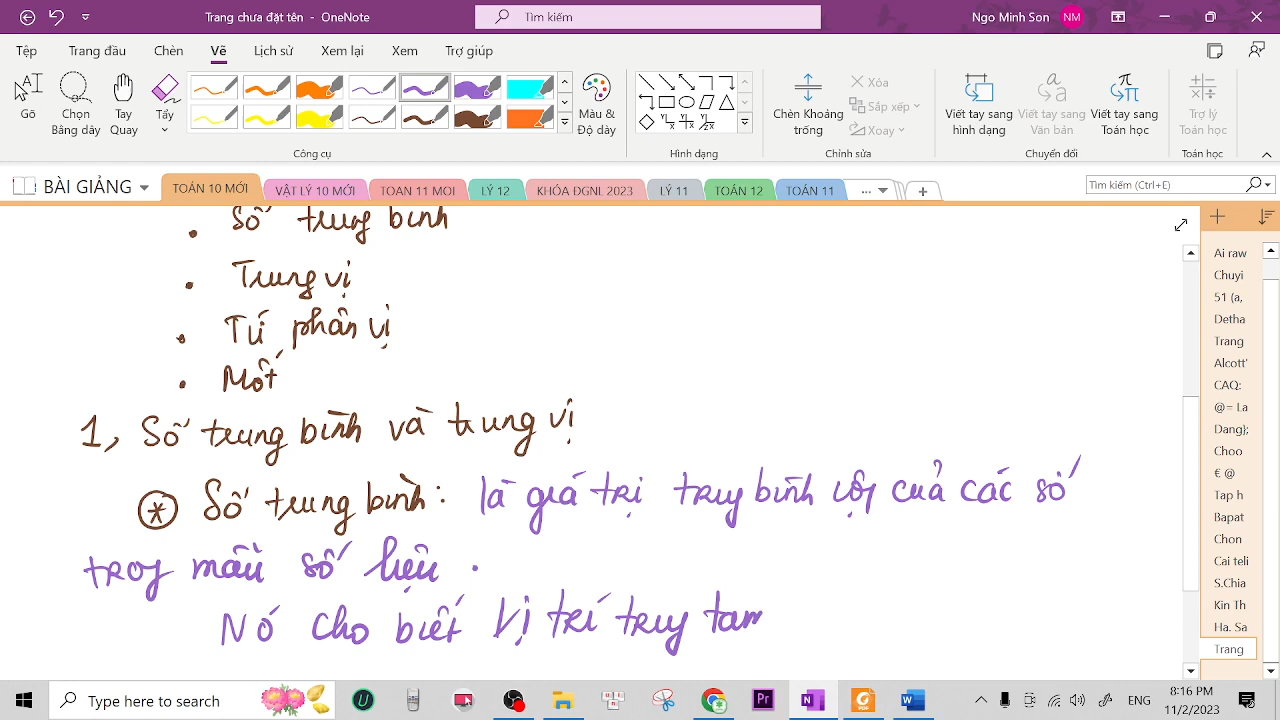 Trang chưa đặt tên - OneNote
Tìm kiếm
Ngo Minh Son NM
Tệp Trang đầu Chèn Vẽ Lịch sử Xem lại Xem Trợ giúp
Gõ
Chọn Bằng dây
Tay Quay
Tẩy
Màu & Độ dày
Chèn Khoảng trống
Xóa
Sắp xếp
Xoay
Viết tay sang hình dạng
Viết tay sang Văn bản
Viết tay sang Toán học
Trợ lý Toán học
Công cụ Hình dạng Chỉnh sửa Chuyển đổi Toán học
BÀI GIẢNG TOÁN 10 MỚI VẬT LÝ 10 MỚI TOAN 11 MOI LÝ 12 KHÓA ĐGNL 2023 LÝ 11 TOÁN 12 TOÁN 11 ... Tìm kiếm (Ctrl+E)
Số trung bình
Trung vị
Tứ phân vị
Mốt
1, Số trung bình và trung vị
* Số trung bình: là giá trị trung bình cộng của các số
trong mẫu số liệu.
Nó cho biết vị trí trung tâm
Ai raw
Chuyi
51 (a,
Detha
Trang
Alcott'
CAQ:
@ = La
Dang);
Choo
€ @
Tap h
Bapat
Chon
Cai teli
S.Chia
Kin Th
Ha. Sa
Trang
Type here to search
ENG
8:16 PM
11/2/2023